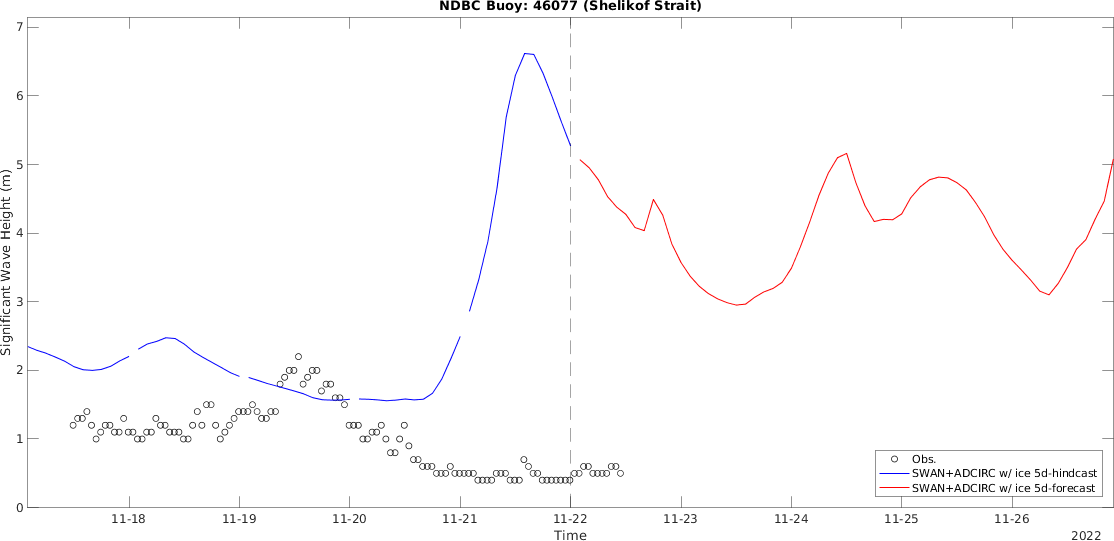 NDBC Buoy: 46077 (Shelikof Strait)
7
6
5
4
3
2
1
0
Significant Wave Height (m)
Obs.
SWAN+ADCIRC w/ ice 5d-hindcast
SWAN+ADCIRC w/ ice 5d-forecast
11-18 11-19 11-20 11-21 11-22 11-23 11-24 11-25 11-26
Time
2022